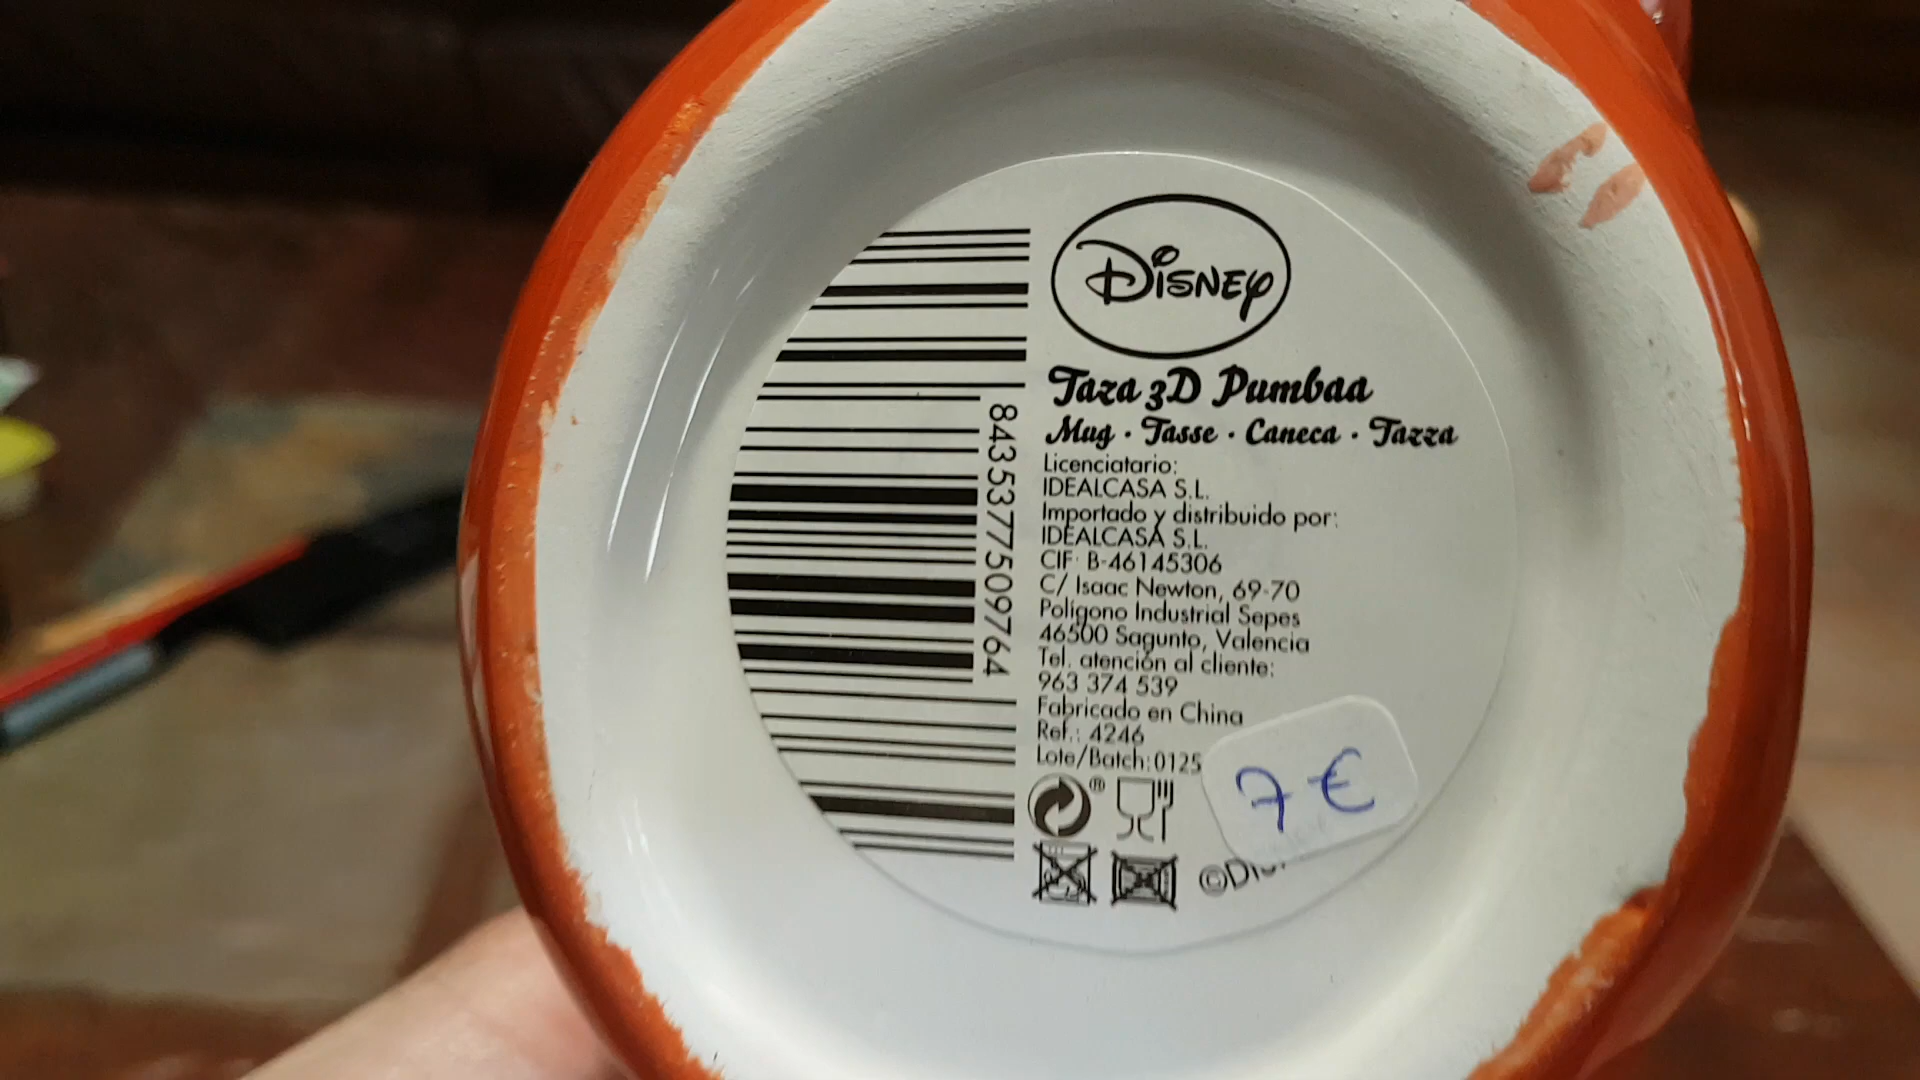 Disney
Taza 3D Pumbaa
Mug · Tasse · Caneca · Tazza
Licenciatario:
IDEALCASA S.L.
Importado y distribuido por:
IDEALCASA S.L.
CIF: B-46145306
C/ Isaac Newton, 69-70
Polígono Industrial Sepes
46500 Sagunto, Valencia
Tel. atención al cliente:
963 374 539
Fabricado en China
Ref.: 4246
Lote/Batch: 0125
®
7 €
8435377509764